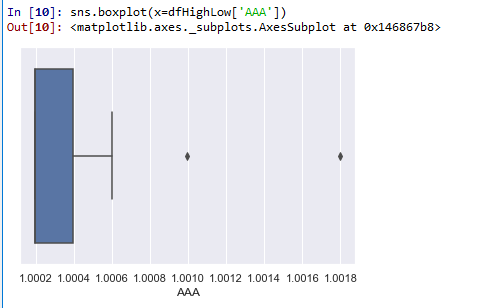 In [10]: sns.boxplot(x=dfHighLow['AAA'])
Out[10]: <matplotlib.axes._subplots.AxesSubplot at 0x146867b8>
1.0002 1.0004 1.0006 1.0008 1.0010 1.0012 1.0014 1.0016 1.0018
AAA